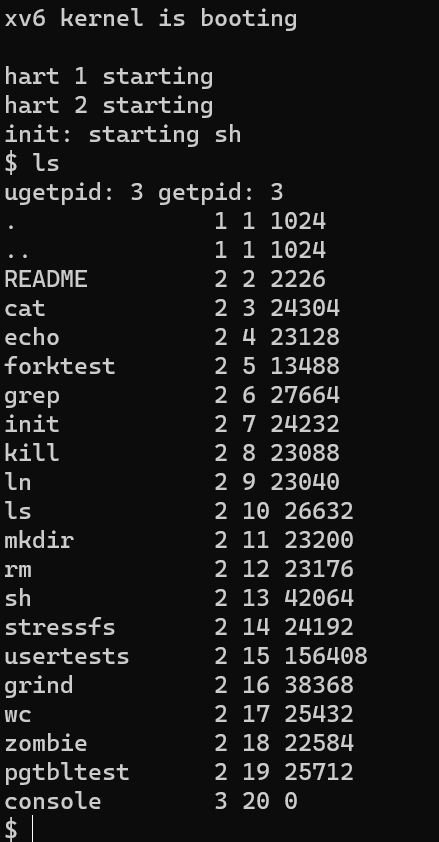 xv6 kernel is booting
hart 1 starting
hart 2 starting
init: starting sh
$ ls
ugetpid: 3 getpid: 3
. 1 1 1024
.. 1 1 1024
README 2 2 2226
cat 2 3 24304
echo 2 4 23128
forktest 2 5 13488
grep 2 6 27664
init 2 7 24232
kill 2 8 23088
ln 2 9 23040
ls 2 10 26632
mkdir 2 11 23200
rm 2 12 23176
sh 2 13 42064
stressfs 2 14 24192
usertests 2 15 156408
grind 2 16 38368
wc 2 17 25432
zombie 2 18 22584
pgtbltest 2 19 25712
console 3 20 0
$